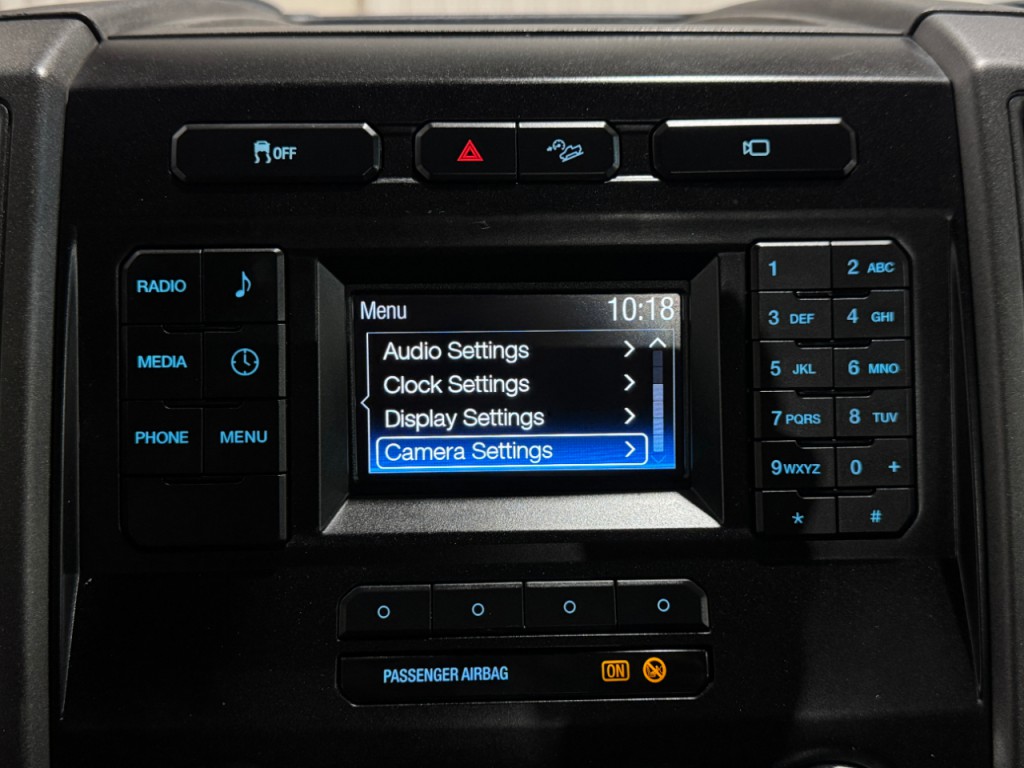 OFF
RADIO
MEDIA
PHONE MENU
Menu 10:18
Audio Settings
Clock Settings
Display Settings
Camera Settings
1 2 ABC
3 DEF 4 GHI
5 JKL 6 MNO
7 PQRS 8 TUV
9 WXYZ 0 +
* #
PASSENGER AIRBAG ON